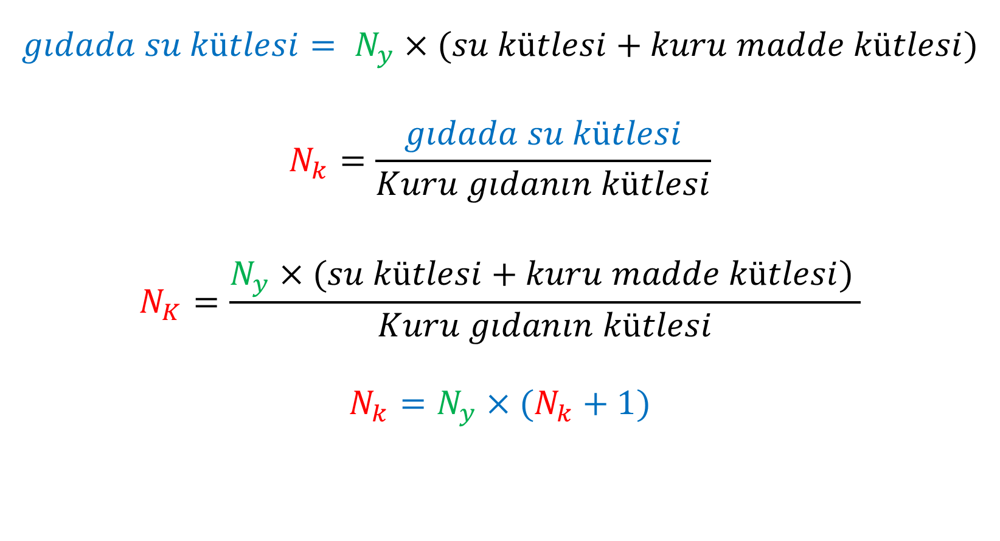 gıdada su kütlesi = N_y × (su kütlesi + kuru madde kütlesi)
N_k = gıdada su kütlesi / Kuru gıdanın kütlesi
N_K = N_y × (su kütlesi + kuru madde kütlesi) / Kuru gıdanın kütlesi
N_k = N_y × (N_k + 1)